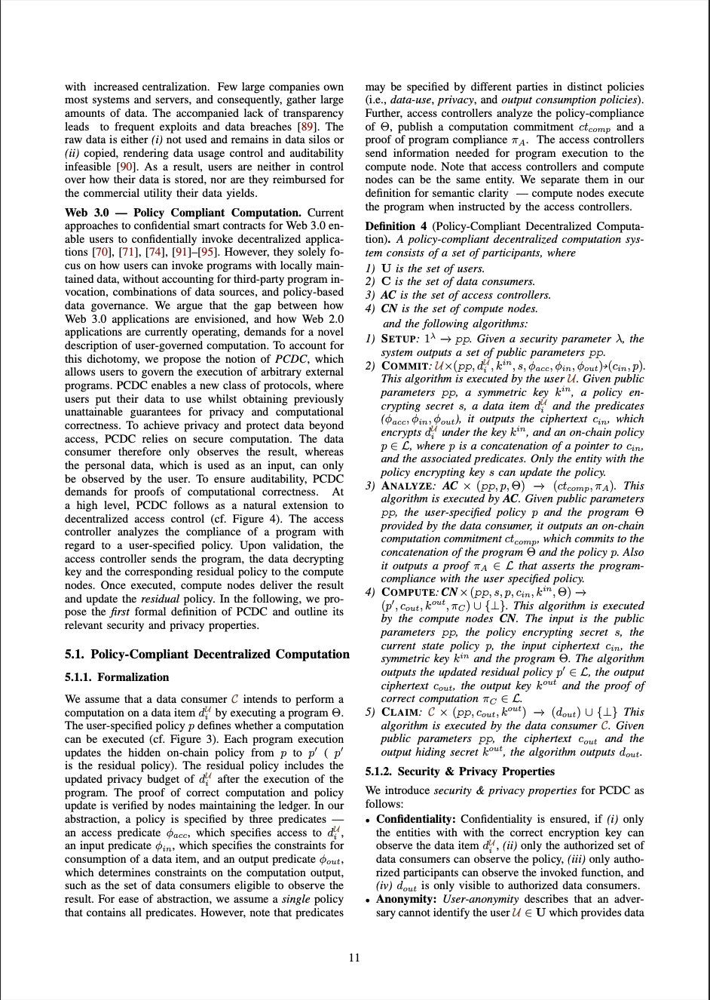 with increased centralization. Few large companies own
most systems and servers, and consequently, gather large
amounts of data. The accompanied lack of transparency
leads to frequent exploits and data breaches [89]. The
raw data is either (i) not used and remains in data silos or
(ii) copied, rendering data usage control and auditability
infeasible [90]. As a result, users are neither in control
over how their data is stored, nor are they reimbursed for
the commercial utility their data yields.
Web 3.0 — Policy Compliant Computation. Current
approaches to confidential smart contracts for Web 3.0 en-
able users to confidentially invoke decentralized applica-
tions [70], [71], [74], [91]–[95]. However, they solely fo-
cus on how users can invoke programs with locally main-
tained data, without accounting for third-party program in-
vocation, combinations of data sources, and policy-based
data governance. We argue that the gap between how
Web 3.0 applications are envisioned, and how Web 2.0
applications are currently operating, demands for a novel
description of user-governed computation. To account for
this dichotomy, we propose the notion of PCDC, which
allows users to govern the execution of arbitrary external
programs. PCDC enables a new class of protocols, where
users put their data to use whilst obtaining previously
unattainable guarantees for privacy and computational
correctness. To achieve privacy and protect data beyond
access, PCDC relies on secure computation. The data
consumer therefore only observes the result, whereas
the personal data, which is used as an input, can only
be observed by the user. To ensure auditability, PCDC
demands for proofs of computational correctness. At
a high level, PCDC follows as a natural extension to
decentralized access control (cf. Figure 4). The access
controller analyzes the compliance of a program with
regard to a user-specified policy. Upon validation, the
access controller sends the program, the data decrypting
key and the corresponding residual policy to the compute
nodes. Once executed, compute nodes deliver the result
and update the residual policy. In the following, we pro-
pose the first formal definition of PCDC and outline its
relevant security and privacy properties.
5.1. Policy-Compliant Decentralized Computation
5.1.1. Formalization
We assume that a data consumer 𝒞 intends to perform a
computation on a data item d_i^𝒰 by executing a program Θ.
The user-specified policy p defines whether a computation
can be executed (cf. Figure 3). Each program execution
updates the hidden on-chain policy from p to p′ ( p′
is the residual policy). The residual policy includes the
updated privacy budget of d_i^𝒰 after the execution of the
program. The proof of correct computation and policy
update is verified by nodes maintaining the ledger. In our
abstraction, a policy is specified by three predicates —
an access predicate ϕ_acc, which specifies access to d_i^𝒰,
an input predicate ϕ_in, which specifies the constraints for
consumption of a data item, and an output predicate ϕ_out,
which determines constraints on the computation output,
such as the set of data consumers eligible to observe the
result. For ease of abstraction, we assume a single policy
that contains all predicates. However, note that predicates
may be specified by different parties in distinct policies
(i.e., data-use, privacy, and output consumption policies).
Further, access controllers analyze the policy-compliance
of Θ, publish a computation commitment ct_comp and a
proof of program compliance π_A. The access controllers
send information needed for program execution to the
compute node. Note that access controllers and compute
nodes can be the same entity. We separate them in our
definition for semantic clarity — compute nodes execute
the program when instructed by the access controllers.
Definition 4 (Policy-Compliant Decentralized Computa-
tion). A policy-compliant decentralized computation sys-
tem consists of a set of participants, where
1) U is the set of users.
2) C is the set of data consumers.
3) AC is the set of access controllers.
4) CN is the set of compute nodes.
and the following algorithms:
1) SETUP: 1^λ → pp. Given a security parameter λ, the
system outputs a set of public parameters pp.
2) COMMIT: 𝒰×(pp, d_i^𝒰, k^in, s, ϕ_acc, ϕ_in, ϕ_out)→(c_in, p).
This algorithm is executed by the user 𝒰. Given public
parameters pp, a symmetric key k^in, a policy en-
crypting secret s, a data item d_i^𝒰 and the predicates
(ϕ_acc, ϕ_in, ϕ_out), it outputs the ciphertext c_in, which
encrypts d_i^𝒰 under the key k^in, and an on-chain policy
p ∈ ℒ, where p is a concatenation of a pointer to c_in,
and the associated predicates. Only the entity with the
policy encrypting key s can update the policy.
3) ANALYZE: AC × (pp, p, Θ) → (ct_comp, π_A). This
algorithm is executed by AC. Given public parameters
pp, the user-specified policy p and the program Θ
provided by the data consumer, it outputs an on-chain
computation commitment ct_comp, which commits to the
concatenation of the program Θ and the policy p. Also
it outputs a proof π_A ∈ ℒ that asserts the program-
compliance with the user specified policy.
4) COMPUTE: CN × (pp, s, p, c_in, k^in, Θ) →
(p′, c_out, k^out, π_C) ∪ {⊥}. This algorithm is executed
by the compute nodes CN. The input is the public
parameters pp, the policy encrypting secret s, the
current state policy p, the input ciphertext c_in, the
symmetric key k^in and the program Θ. The algorithm
outputs the updated residual policy p′ ∈ ℒ, the output
ciphertext c_out, the output key k^out and the proof of
correct computation π_C ∈ ℒ.
5) CLAIM: 𝒞 × (pp, c_out, k^out) → (d_out) ∪ {⊥} This
algorithm is executed by the data consumer 𝒞. Given
public parameters pp, the ciphertext c_out and the
output hiding secret k^out, the algorithm outputs d_out.
5.1.2. Security & Privacy Properties
We introduce security & privacy properties for PCDC as
follows:
• Confidentiality: Confidentiality is ensured, if (i) only
the entities with with the correct encryption key can
observe the data item d_i^𝒰, (ii) only the authorized set of
data consumers can observe the policy, (iii) only autho-
rized participants can observe the invoked function, and
(iv) d_out is only visible to authorized data consumers.
• Anonymity: User-anonymity describes that an adver-
sary cannot identify the user 𝒰 ∈ U which provides data
11